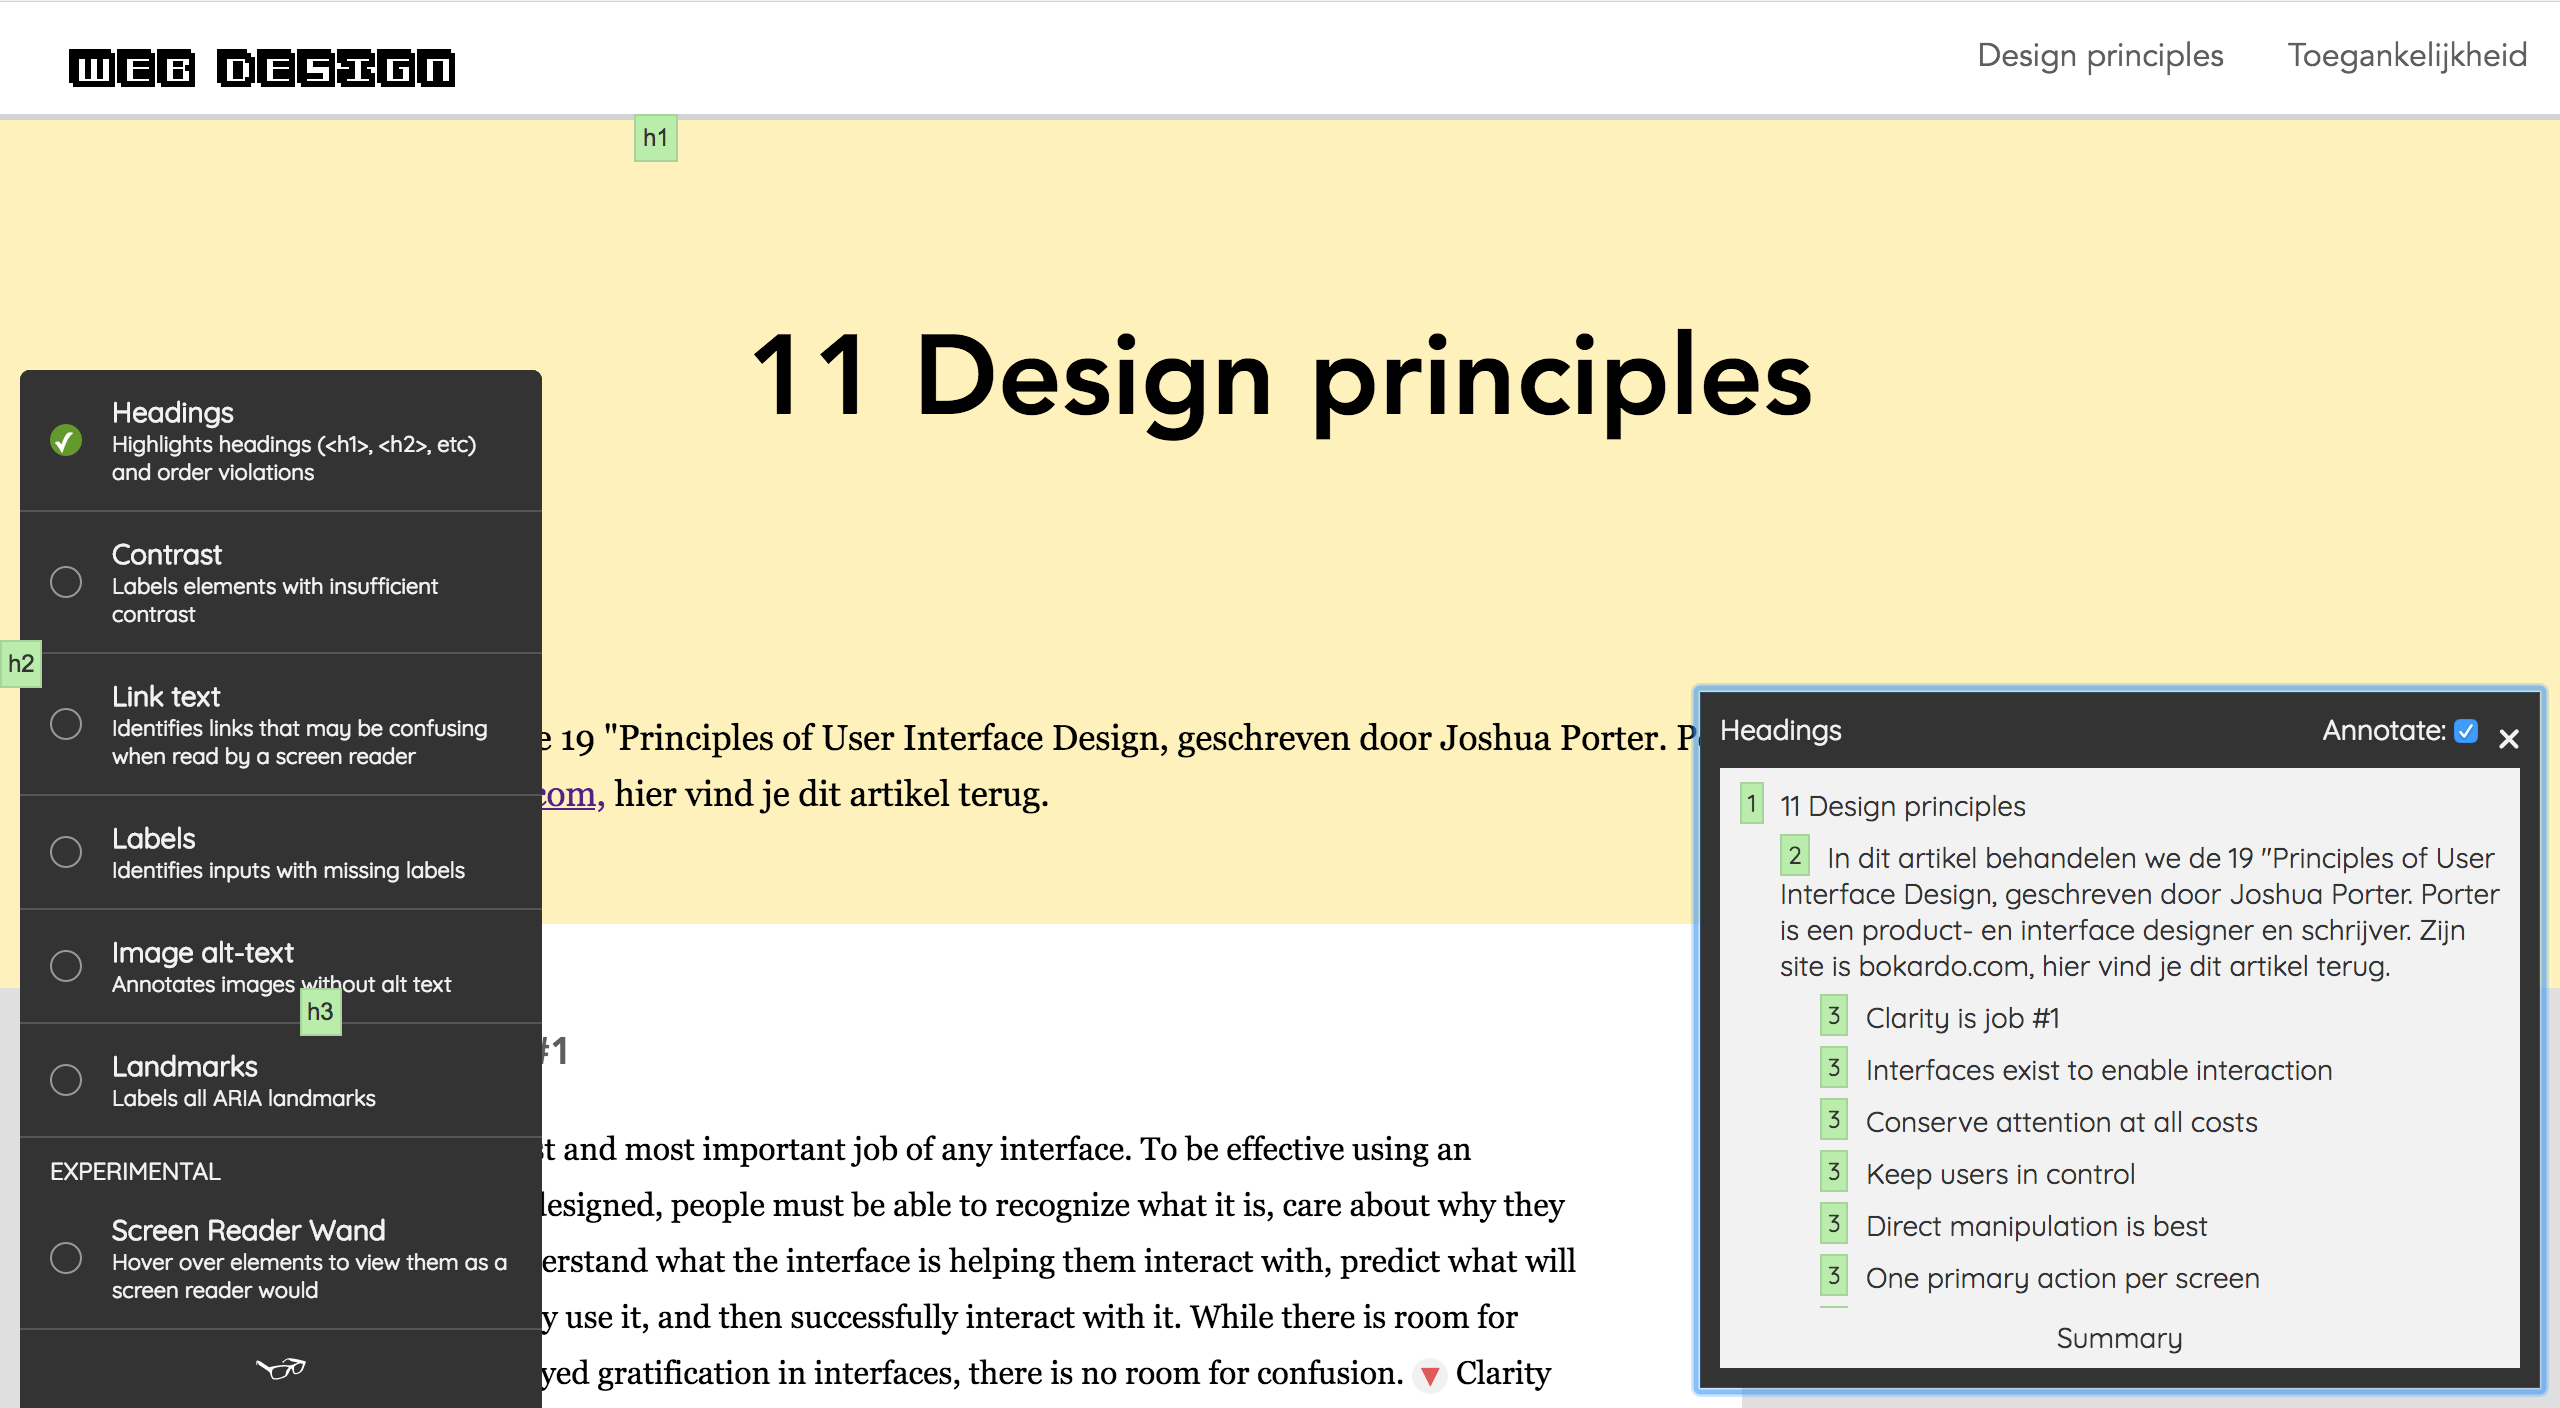 WEB DESIGN
Design principles
Toegankelijkheid
h1
11 Design principles
Headings
Highlights headings (<h1>, <h2>, etc)
and order violations
Contrast
Labels elements with insufficient
contrast
h2
Link text
Identifies links that may be confusing
when read by a screen reader
Labels
Identifies inputs with missing labels
Image alt-text
Annotates images without alt text
h3
Landmarks
Labels all ARIA landmarks
EXPERIMENTAL
Screen Reader Wand
Hover over elements to view them as a
screen reader would
19 "Principles of User Interface Design, geschreven door Joshua Porter.
com, hier vind je dit artikel terug.
#1
and most important job of any interface. To be effective using an
designed, people must be able to recognize what it is, care about why they
what the interface is helping them interact with, predict what will
use it, and then successfully interact with it. While there is room for
gratification in interfaces, there is no room for confusion. Clarity
Headings
Annotate:
1 11 Design principles
2 In dit artikel behandelen we de 19 "Principles of User
Interface Design, geschreven door Joshua Porter. Porter
is een product- en interface designer en schrijver. Zijn
site is bokardo.com, hier vind je dit artikel terug.
3 Clarity is job #1
3 Interfaces exist to enable interaction
3 Conserve attention at all costs
3 Keep users in control
3 Direct manipulation is best
3 One primary action per screen
Summary